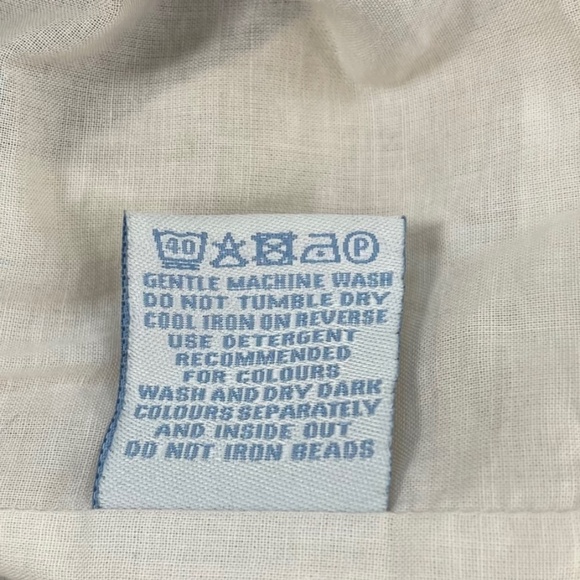 40 P
GENTLE MACHINE WASH
DO NOT TUMBLE DRY
COOL IRON ON REVERSE
USE DETERGENT
RECOMMENDED
FOR COLOURS
WASH AND DRY DARK
COLOURS SEPARATELY
AND INSIDE OUT
DO NOT IRON BEADS